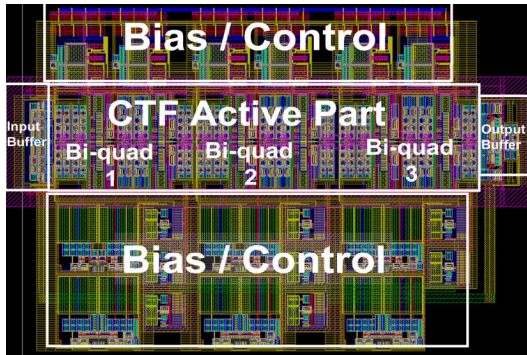 Bias / Control
CTF Active Part
Input
Buffer
Bi-quad
1
Bi-quad
2
Bi-quad
3
Output
Buffer
Bias / Control